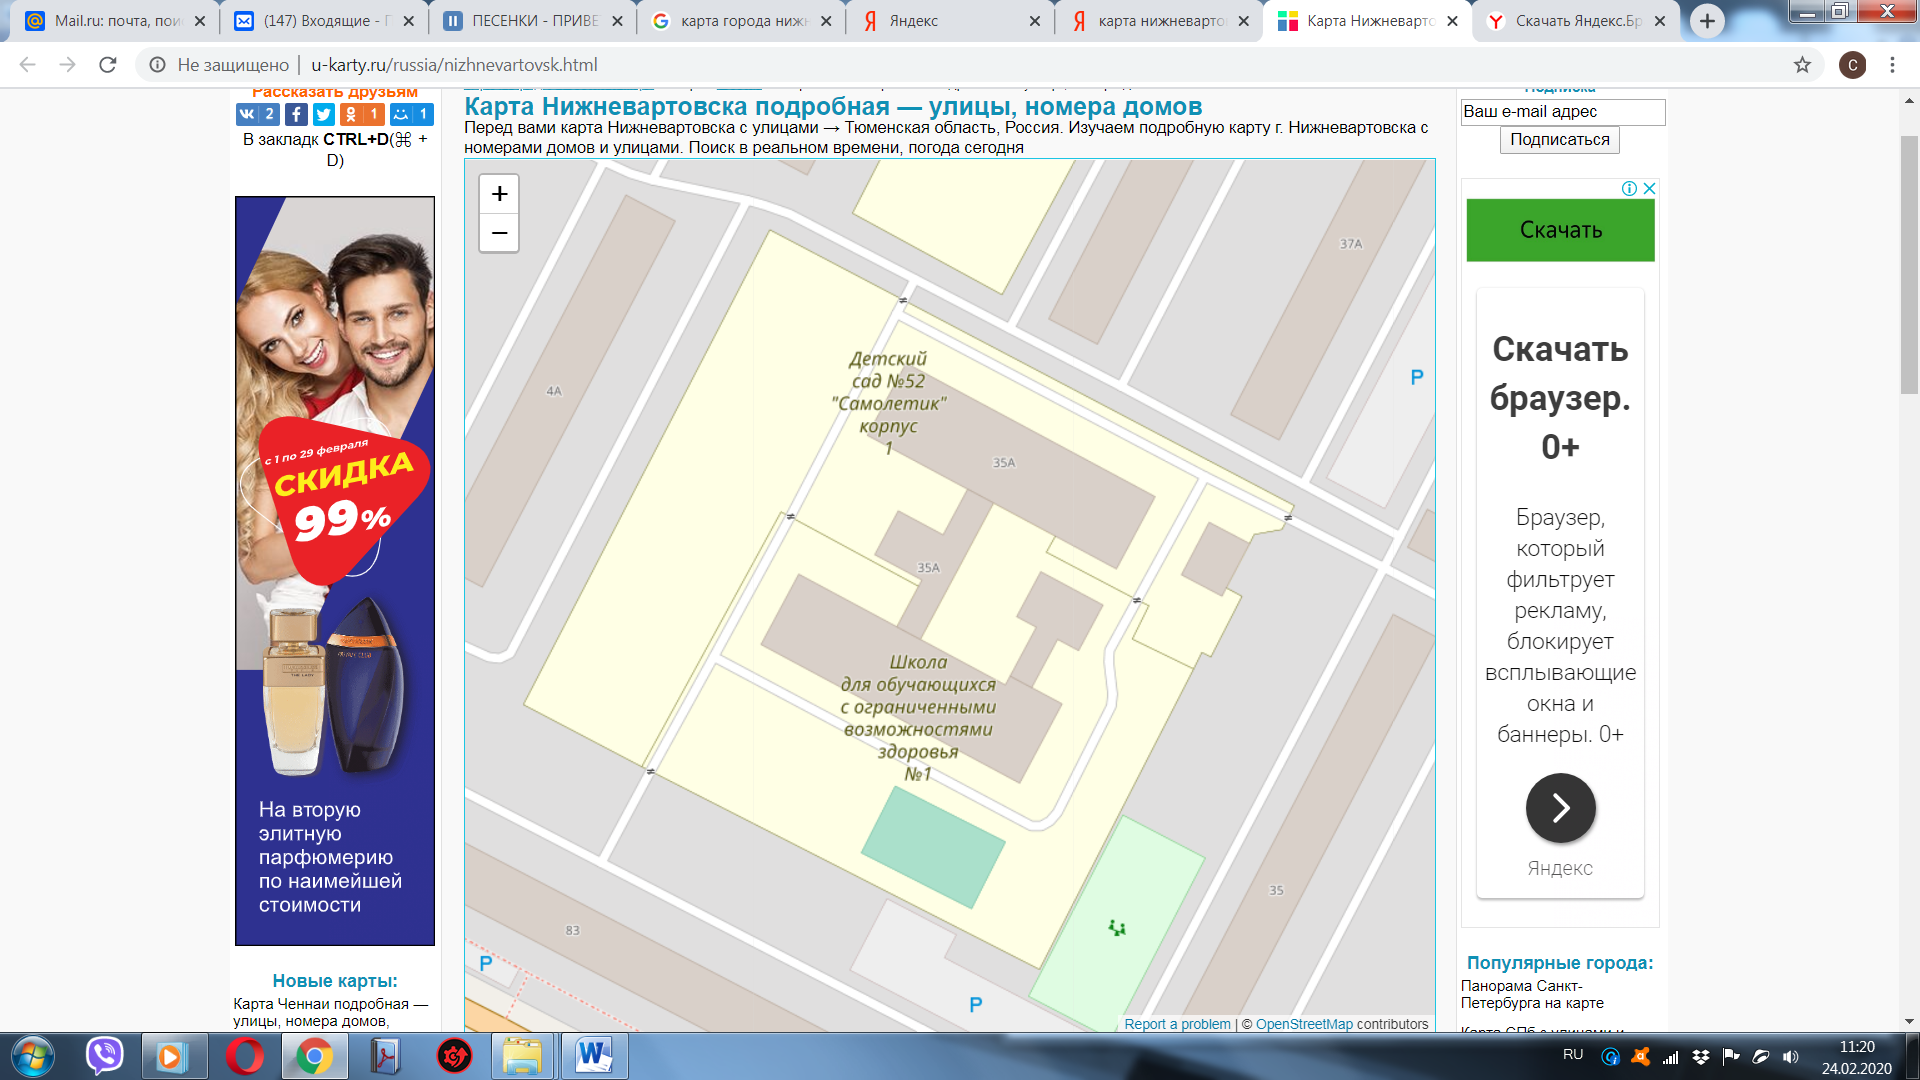 Mail.ru: почта, пои
(147) Входящие - П
ПЕСЕНКИ - ПРИВЕ
карта города нижн
Яндекс
карта нижневарто
Карта Нижневарто
Скачать Яндекс.Бр
Не защищено | u-karty.ru/russia/nizhnevartovsk.html
С
Рассказать друзьям
2
1
1
В закладк CTRL+D(⌘ +
D)
с 1 по 29 февраля
СКИДКА
99%
На вторую
элитную
парфюмерию
по наимейшей
стоимости
Новые карты:
Карта Ченнаи подробная —
улицы, номера домов,
Карта Нижневартовска подробная — улицы, номера домов
Перед вами карта Нижневартовска с улицами → Тюменская область, Россия. Изучаем подробную карту г. Нижневартовска с
номерами домов и улицами. Поиск в реальном времени, погода сегодня
+
−
37А
4А
P
Детский
сад №52
"Самолетик"
корпус
1
35А
35А
Школа
для обучающихся
с ограниченными
возможностями
здоровья
№1
35
83
P
P
Report a problem | © OpenStreetMap contributors
Подписка
Ваш e-mail адрес
Подписаться
Скачать
Скачать
браузер.
0+
Браузер,
который
фильтрует
рекламу,
блокирует
всплывающие
окна и
баннеры. 0+
Яндекс
Популярные города:
Панорама Санкт-
Петербурга на карте
Карта СПб с улицами и
RU
11:20
24.02.2020